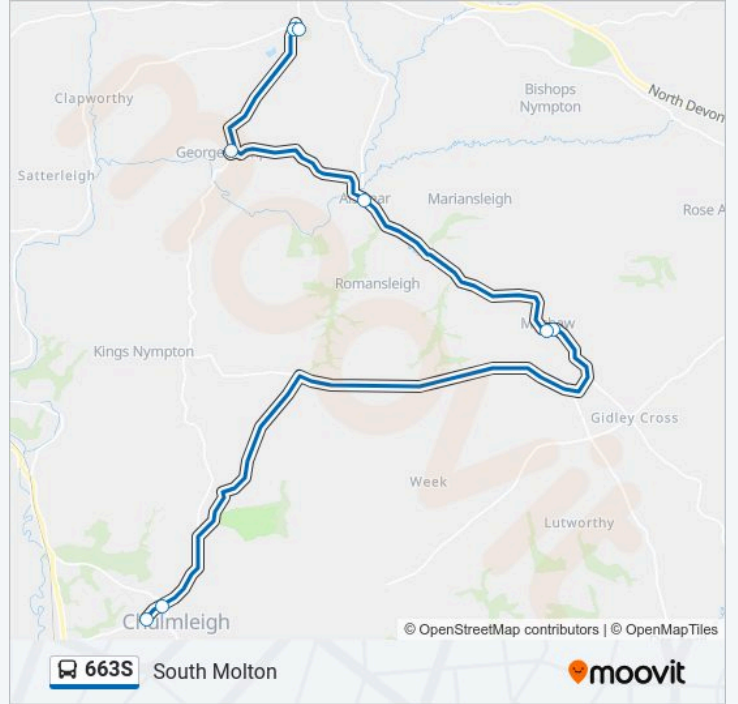 Clapworthy
Bishops
Nympton
North Devon
George
Satterleigh
Mariansleigh
Rose A
Romansleigh
Kings Nympton
Gidley Cross
Week
Lutworthy
Chulmleigh
© OpenStreetMap contributors | © OpenMapTiles
663S South Molton
moovit